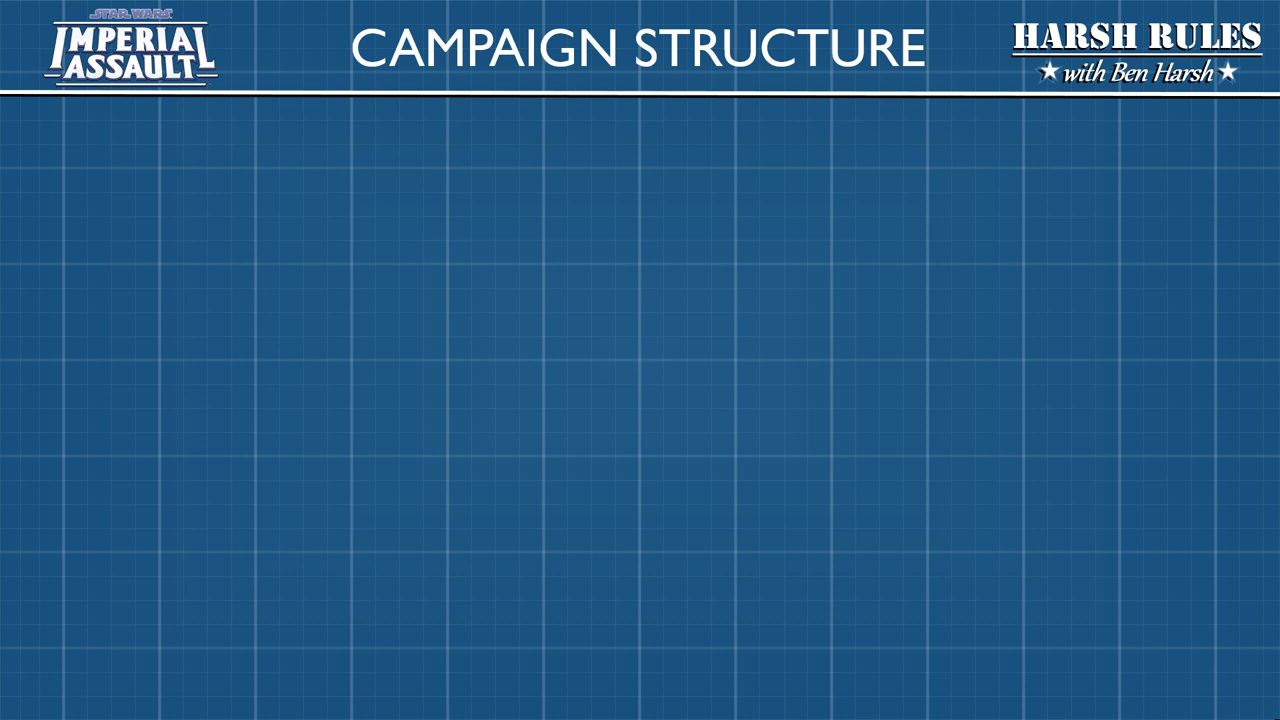 STAR WARS
IMPERIAL
ASSAULT
CAMPAIGN STRUCTURE
HARSH RULES
with Ben Harsh